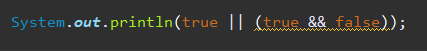 System.out.println(true || (true && false));